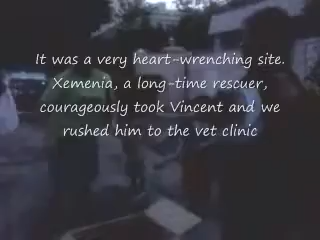 It was a very heart-wrenching site.
Xemenia, a long-time rescuer,
courageously took Vincent and we
rushed him to the vet clinic